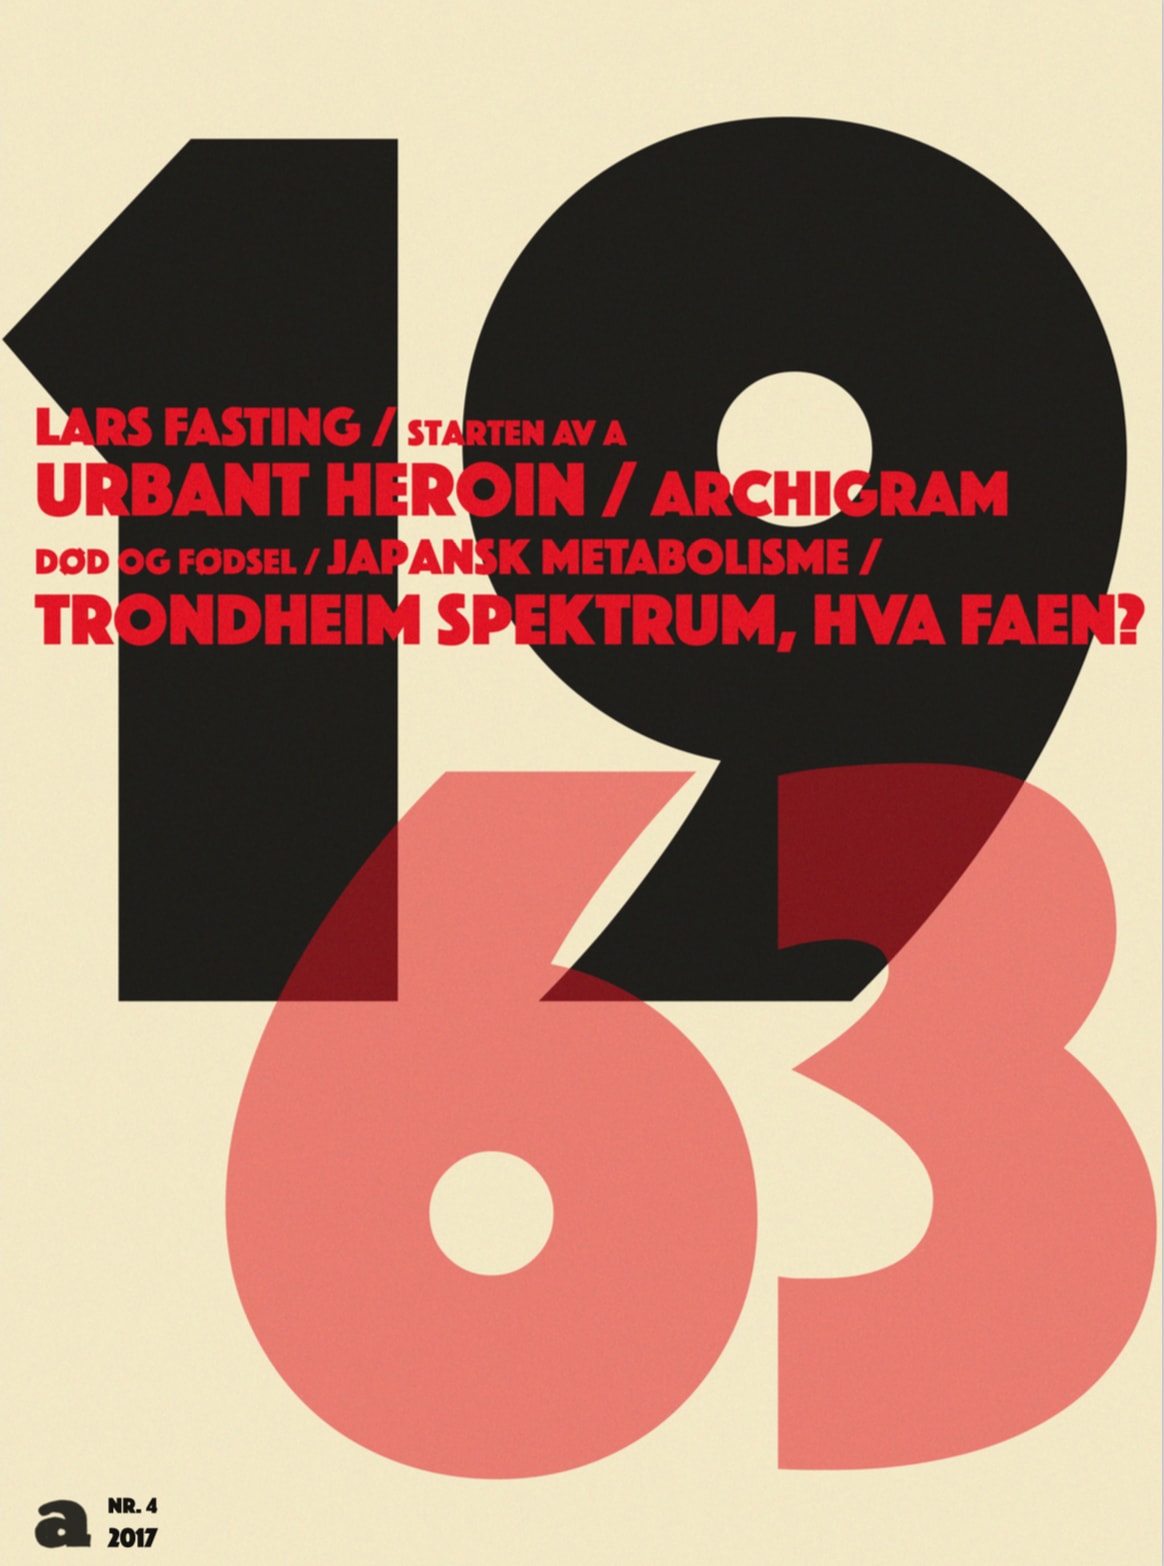 19
LARS FASTING / STARTEN AV A
URBANT HEROIN / ARCHIGRAM
DØD OG FØDSEL / JAPANSK METABOLISME /
TRONDHEIM SPEKTRUM, HVA FAEN?
63
a NR. 4
2017